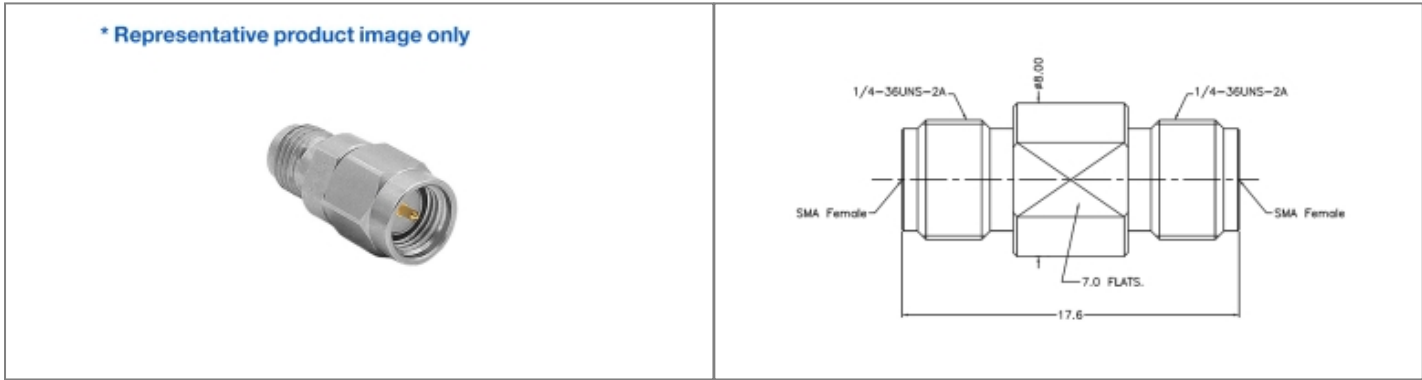 * Representative product image only
ø8.00
1/4-36UNS-2A
1/4-36UNS-2A
SMA Female
SMA Female
7.0 FLATS.
17.6